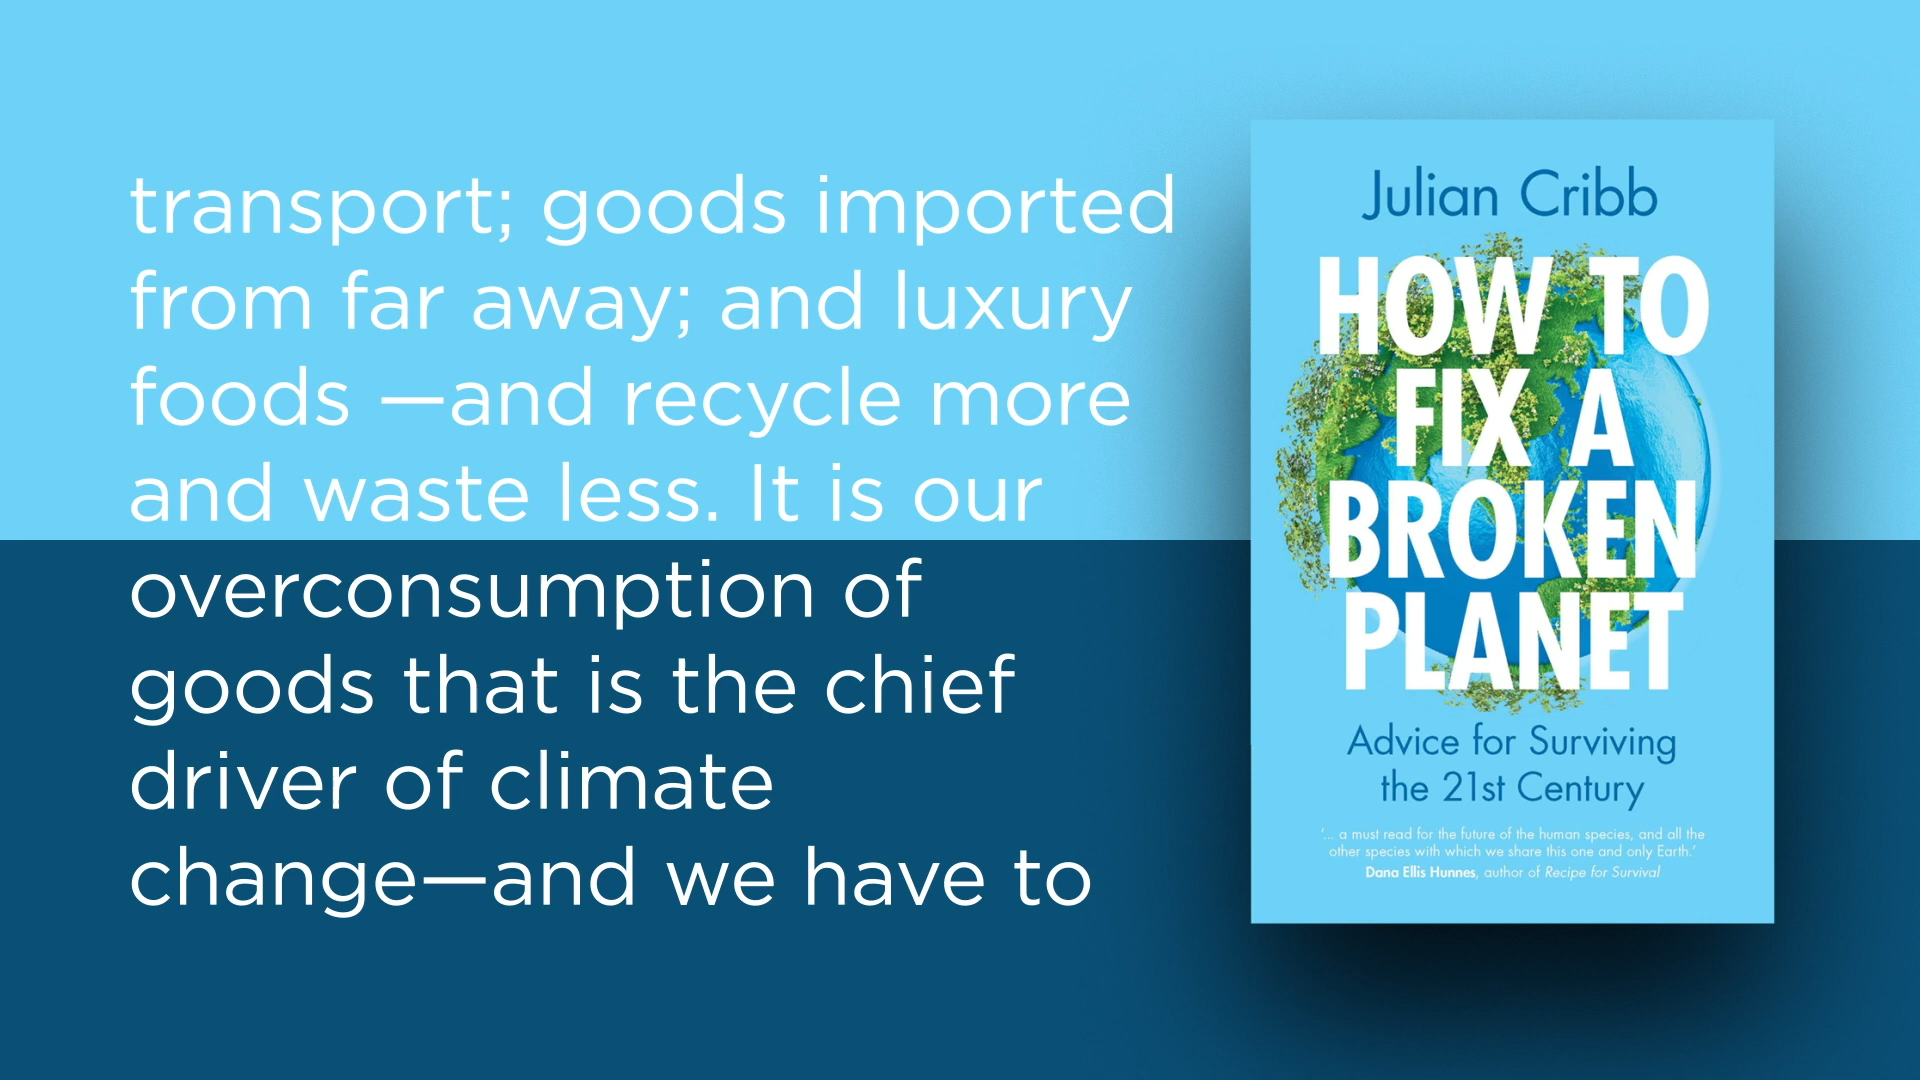 transport; goods imported
from far away; and luxury
foods —and recycle more
and waste less. It is our
overconsumption of
goods that is the chief
driver of climate
change—and we have to
Julian Cribb
HOW TO
FIX A
BROKEN
PLANET
Advice for Surviving
the 21st Century
'... a must read for the future of the human species, and all the
other species with which we share this one and only Earth.'
Dana Ellis Hunnes, author of Recipe for Survival